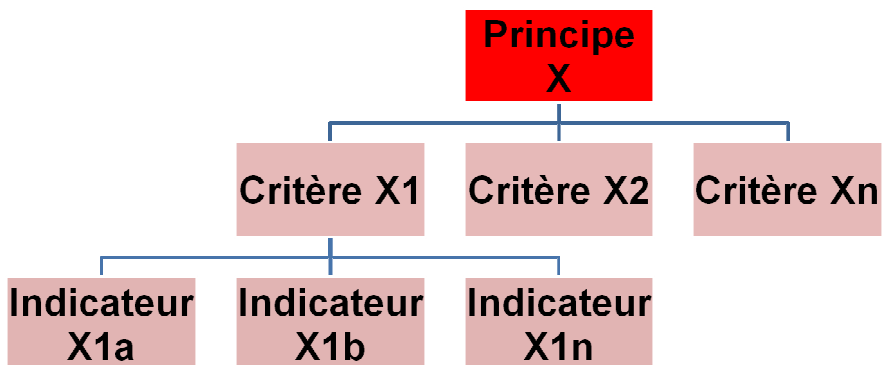 Principe
X
Critère X1
Critère X2
Critère Xn
Indicateur
X1a
Indicateur
X1b
Indicateur
X1n